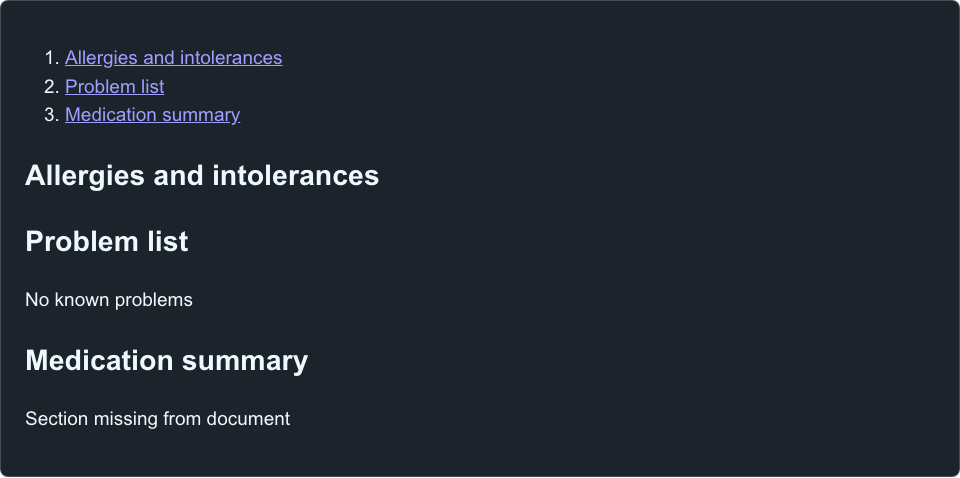 1. Allergies and intolerances
2. Problem list
3. Medication summary
Allergies and intolerances
Problem list
No known problems
Medication summary
Section missing from document